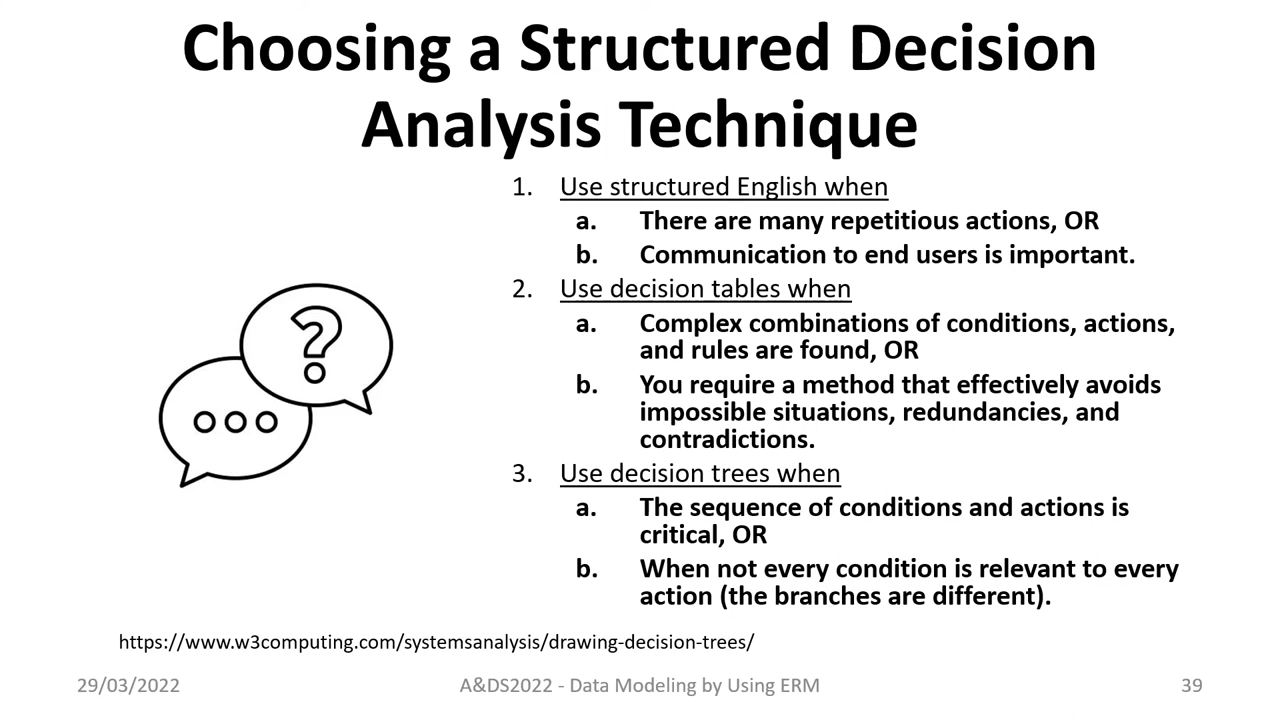 Choosing a Structured Decision
Analysis Technique
1. Use structured English when
a. There are many repetitious actions, OR
b. Communication to end users is important.
2. Use decision tables when
a. Complex combinations of conditions, actions,
and rules are found, OR
b. You require a method that effectively avoids
impossible situations, redundancies, and
contradictions.
3. Use decision trees when
a. The sequence of conditions and actions is
critical, OR
b. When not every condition is relevant to every
action (the branches are different).
?
https://www.w3computing.com/systemsanalysis/drawing-decision-trees/
29/03/2022 A&DS2022 - Data Modeling by Using ERM 39